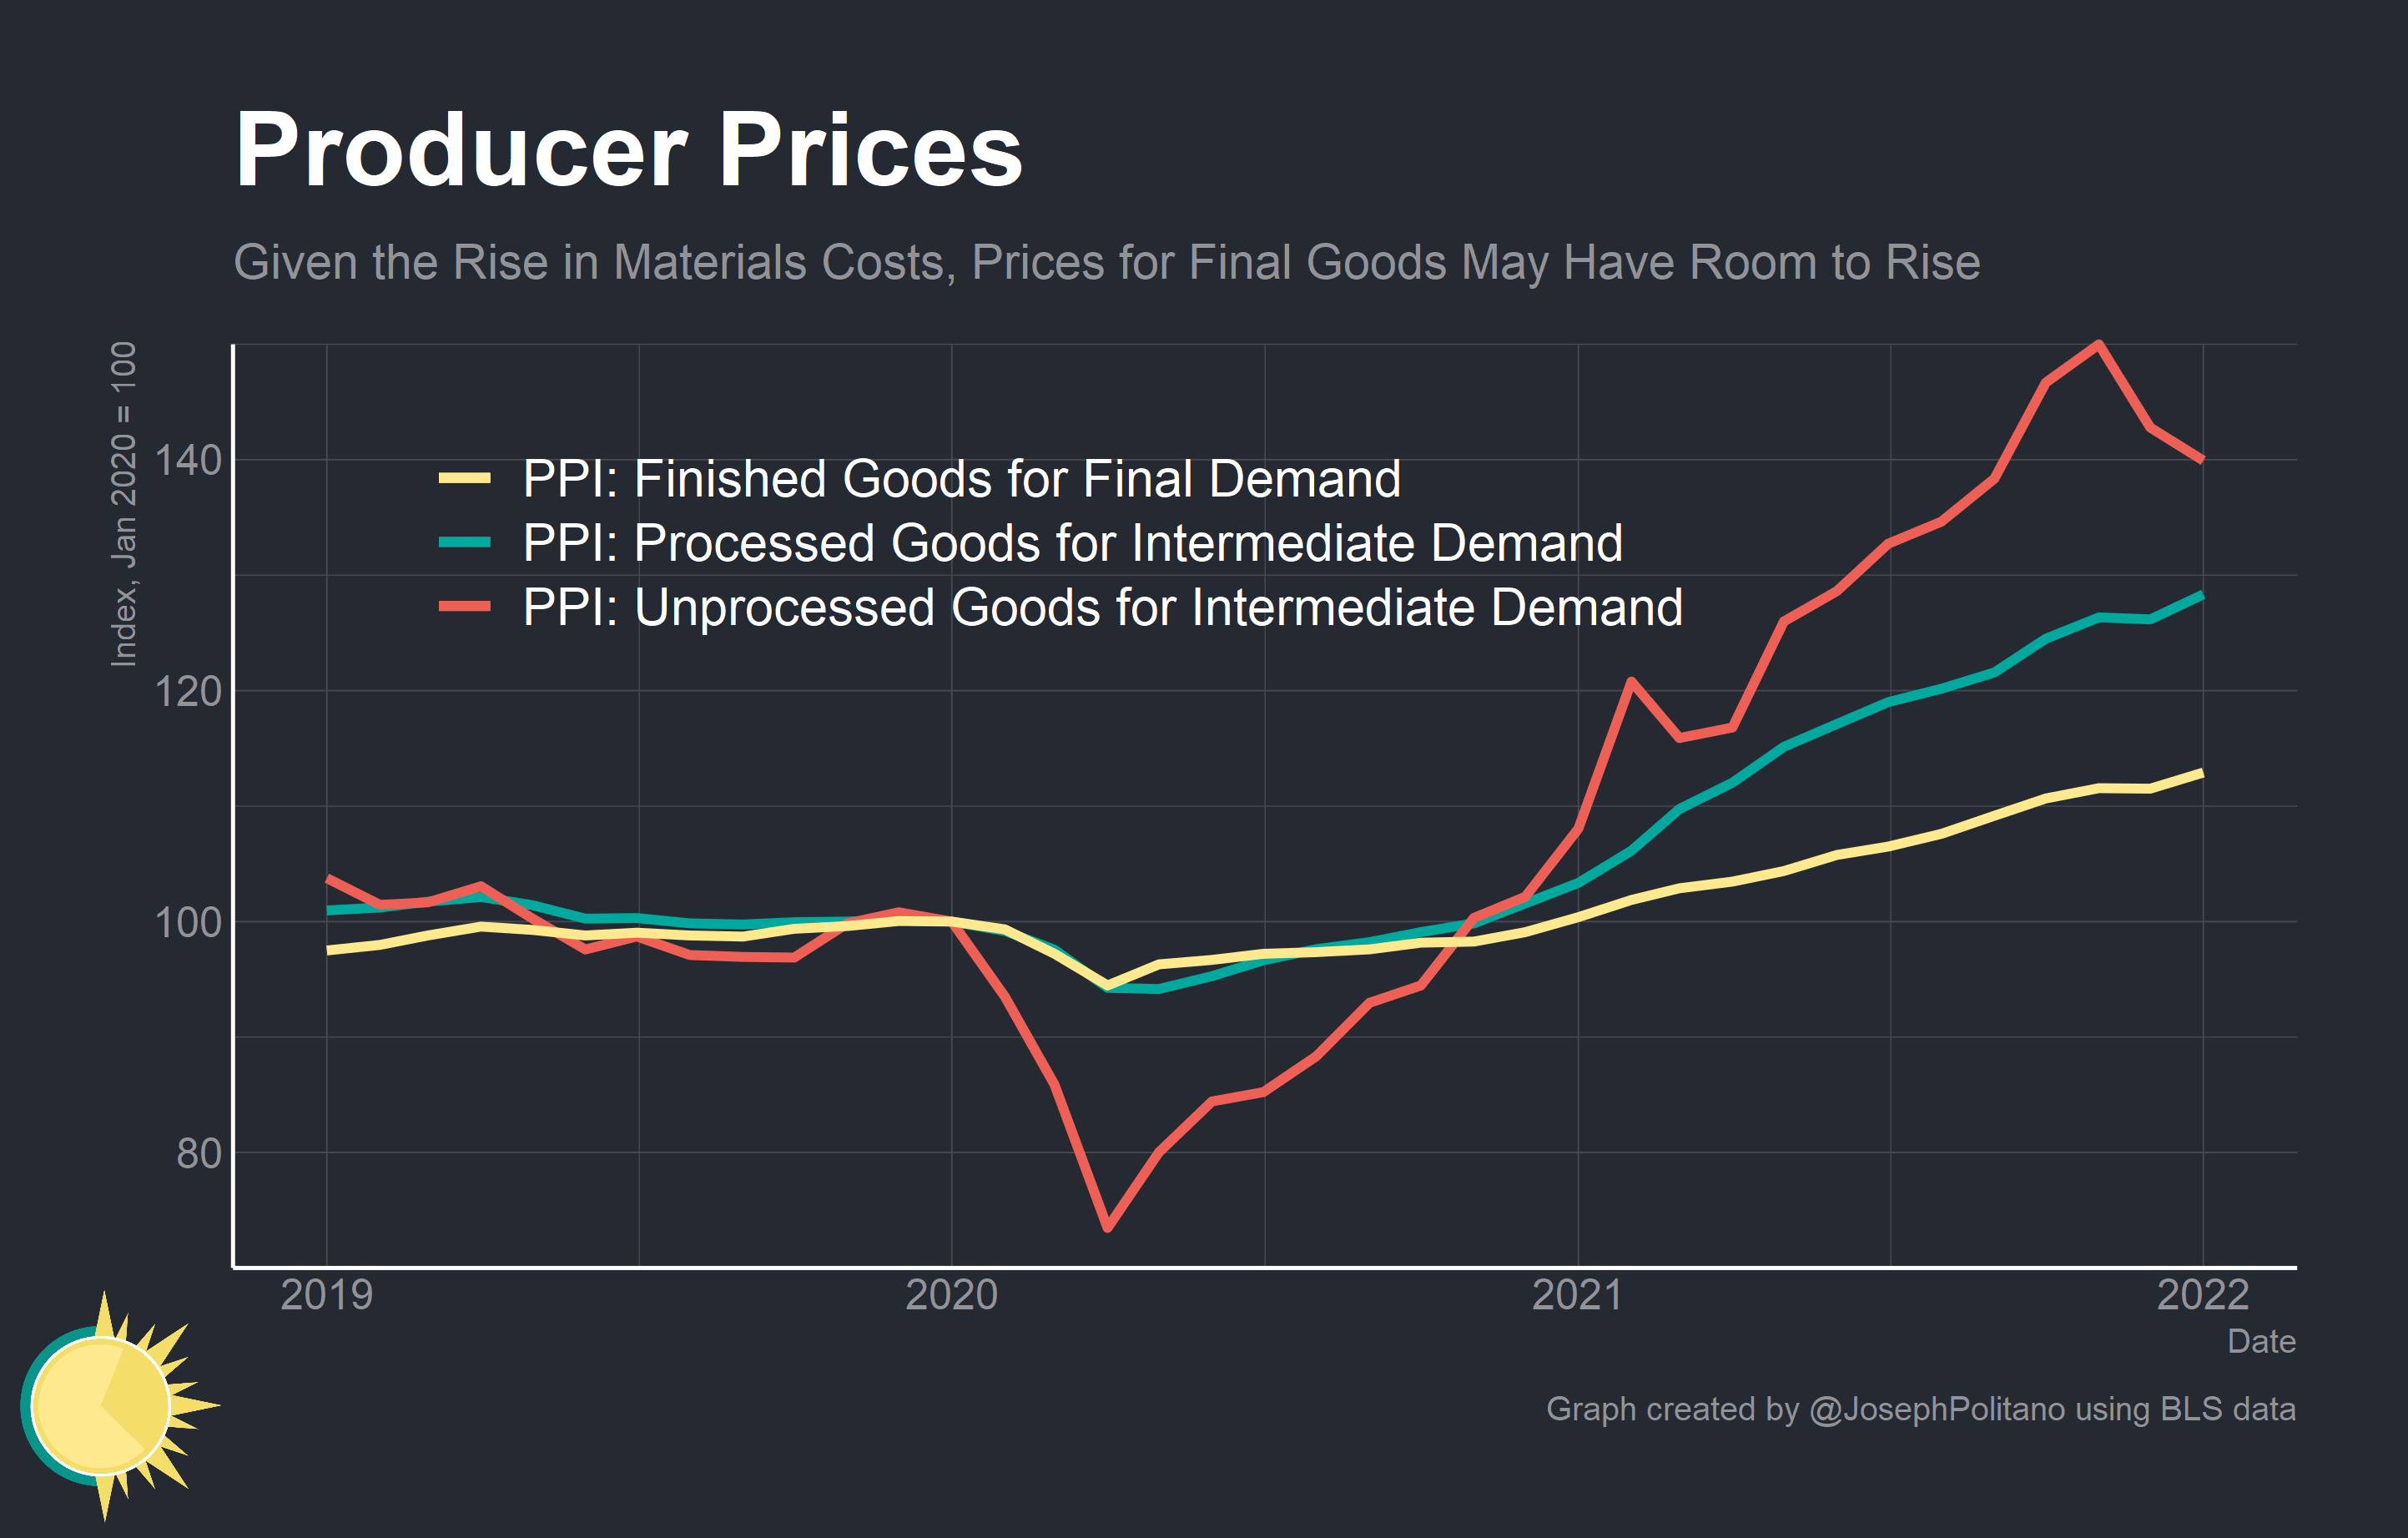 Producer Prices
Given the Rise in Materials Costs, Prices for Final Goods May Have Room to Rise
Index, Jan 2020 = 100
140
120
100
80
PPI: Finished Goods for Final Demand
PPI: Processed Goods for Intermediate Demand
PPI: Unprocessed Goods for Intermediate Demand
2019 2020 2021 2022
Date
Graph created by @JosephPolitano using BLS data